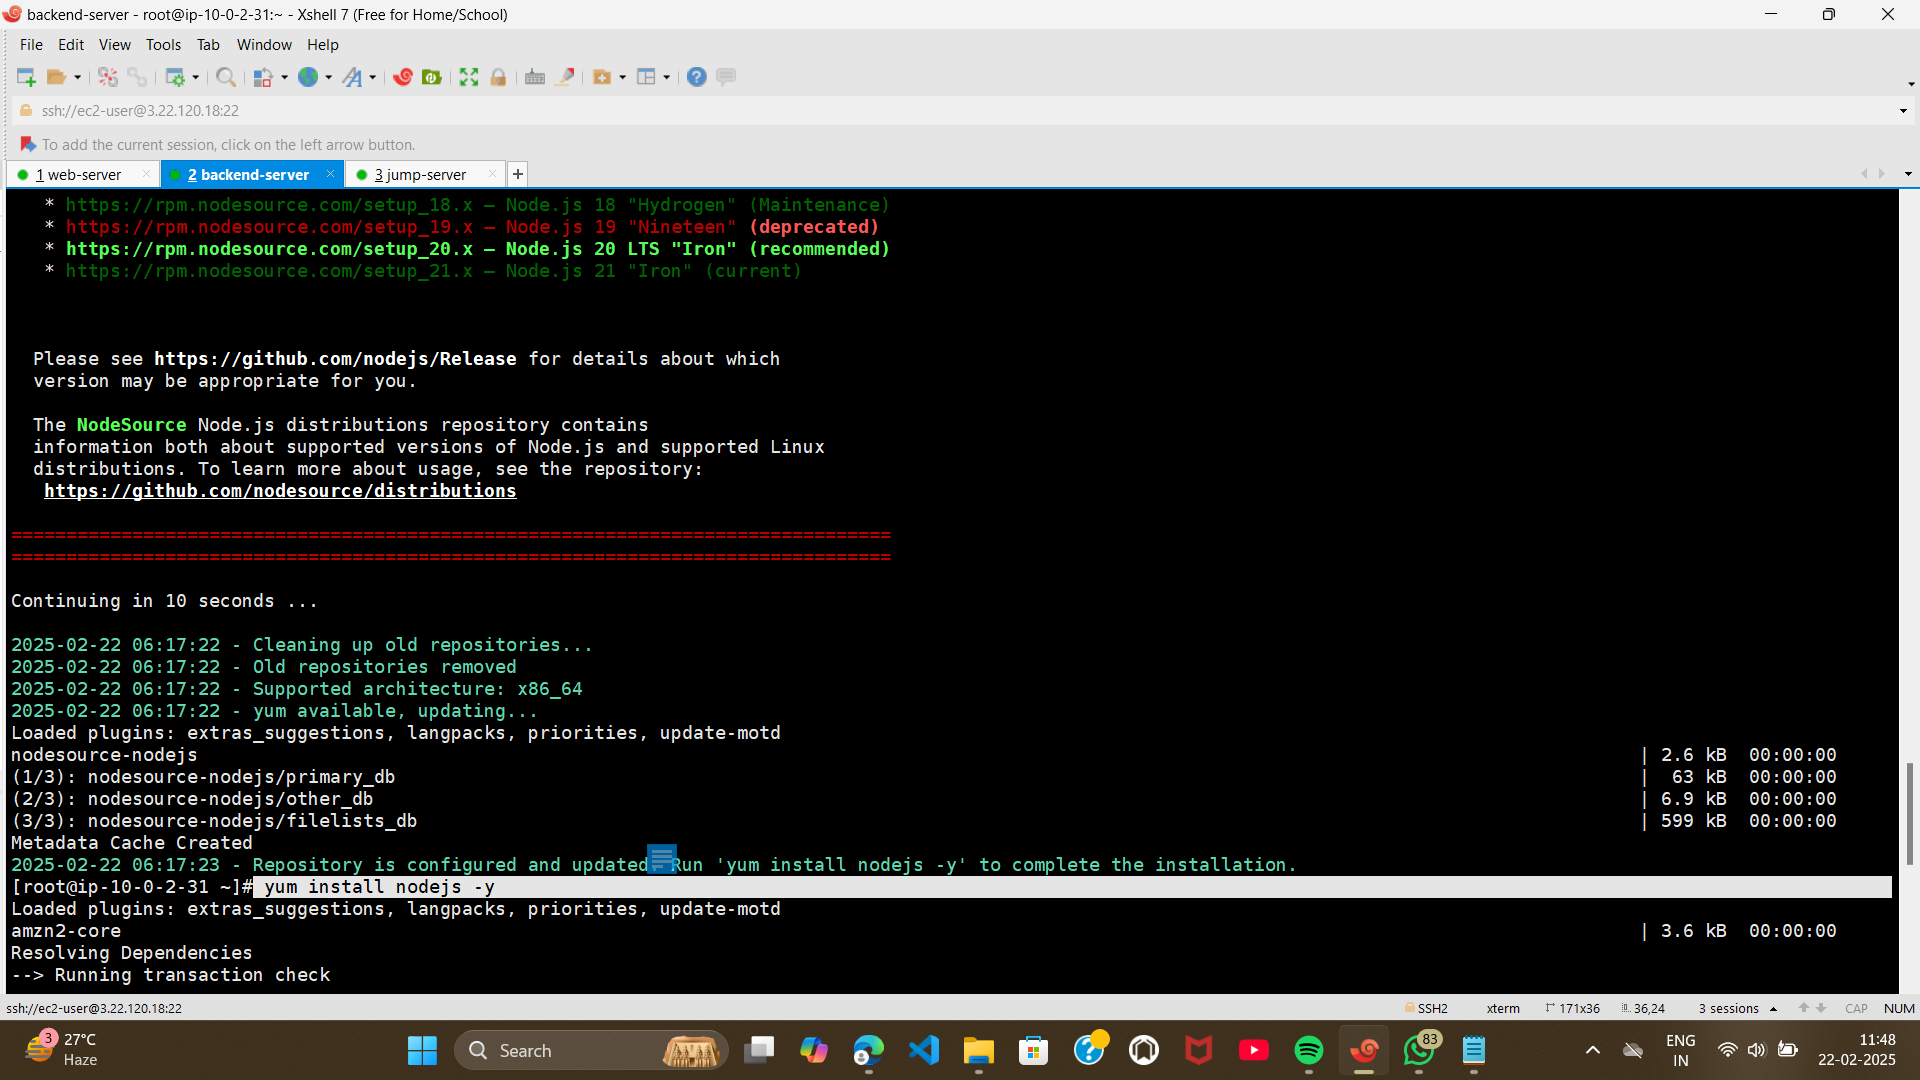 backend-server - root@ip-10-0-2-31:~ - Xshell 7 (Free for Home/School)
File Edit View Tools Tab Window Help
ssh://ec2-user@3.22.120.18:22
To add the current session, click on the left arrow button.
1 web-server 2 backend-server 3 jump-server +
* https://rpm.nodesource.com/setup_18.x — Node.js 18 "Hydrogen" (Maintenance)
* https://rpm.nodesource.com/setup_19.x — Node.js 19 "Nineteen" (deprecated)
* https://rpm.nodesource.com/setup_20.x — Node.js 20 LTS "Iron" (recommended)
* https://rpm.nodesource.com/setup_21.x — Node.js 21 "Iron" (current)
Please see https://github.com/nodejs/Release for details about which
version may be appropriate for you.
The NodeSource Node.js distributions repository contains
information both about supported versions of Node.js and supported Linux
distributions. To learn more about usage, see the repository:
https://github.com/nodesource/distributions
================================================================================
================================================================================
Continuing in 10 seconds ...
2025-02-22 06:17:22 - Cleaning up old repositories...
2025-02-22 06:17:22 - Old repositories removed
2025-02-22 06:17:22 - Supported architecture: x86_64
2025-02-22 06:17:22 - yum available, updating...
Loaded plugins: extras_suggestions, langpacks, priorities, update-motd
nodesource-nodejs | 2.6 kB 00:00:00
(1/3): nodesource-nodejs/primary_db | 63 kB 00:00:00
(2/3): nodesource-nodejs/other_db | 6.9 kB 00:00:00
(3/3): nodesource-nodejs/filelists_db | 599 kB 00:00:00
Metadata Cache Created
2025-02-22 06:17:23 - Repository is configured and updated Run 'yum install nodejs -y' to complete the installation.
[root@ip-10-0-2-31 ~]# yum install nodejs -y
Loaded plugins: extras_suggestions, langpacks, priorities, update-motd
amzn2-core | 3.6 kB 00:00:00
Resolving Dependencies
--> Running transaction check
ssh://ec2-user@3.22.120.18:22 SSH2 xterm 171x36 36,24 3 sessions CAP NUM
3 27°C Search 83 ENG 11:48
Haze IN 22-02-2025